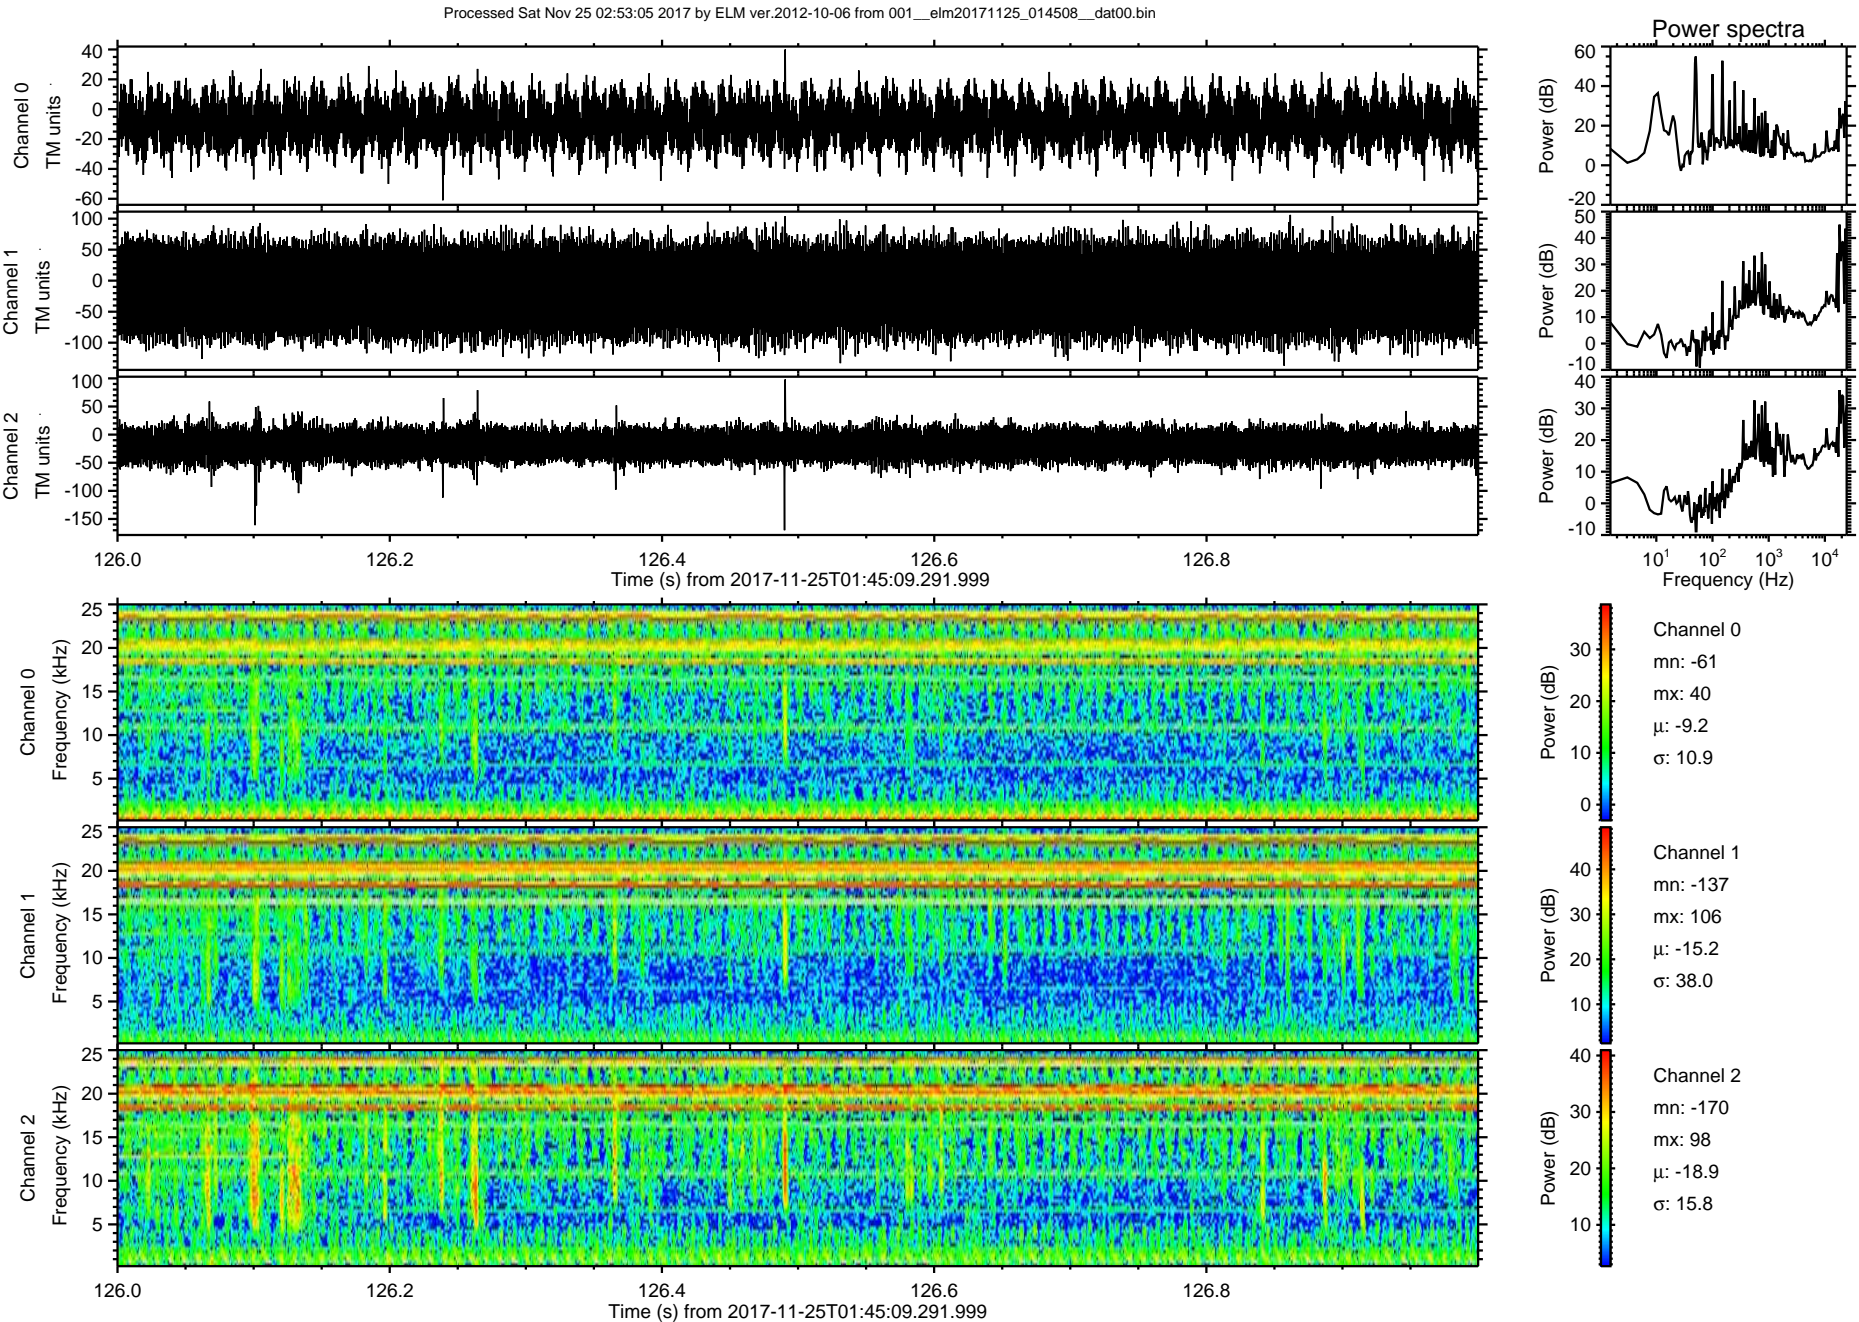 Processed Sat Nov 25 02:53:05 2017 by ELM ver.2012-10-06 from 001__elm20171125_014508__dat00.bin
Power spectra
Channel 0
TM units
40
20
0
-20
-40
-60
Power (dB)
60
40
20
0
-20
Channel 1
TM units
100
50
0
-50
-100
Power (dB)
50
40
30
20
10
0
-10
Channel 2
TM units
100
50
0
-50
-100
-150
Power (dB)
40
30
20
10
0
-10
126.0 126.2 126.4 126.6 126.8
Time (s) from 2017-11-25T01:45:09.291.999
10^1 10^2 10^3 10^4
Frequency (Hz)
Channel 0
Frequency (kHz)
25
20
15
10
5
Power (dB)
30
20
10
0
Channel 0
mn: -61
mx: 40
μ: -9.2
σ: 10.9
Channel 1
Frequency (kHz)
25
20
15
10
5
Power (dB)
40
30
20
10
Channel 1
mn: -137
mx: 106
μ: -15.2
σ: 38.0
Channel 2
Frequency (kHz)
25
20
15
10
5
Power (dB)
40
30
20
10
Channel 2
mn: -170
mx: 98
μ: -18.9
σ: 15.8
126.0 126.2 126.4 126.6 126.8
Time (s) from 2017-11-25T01:45:09.291.999